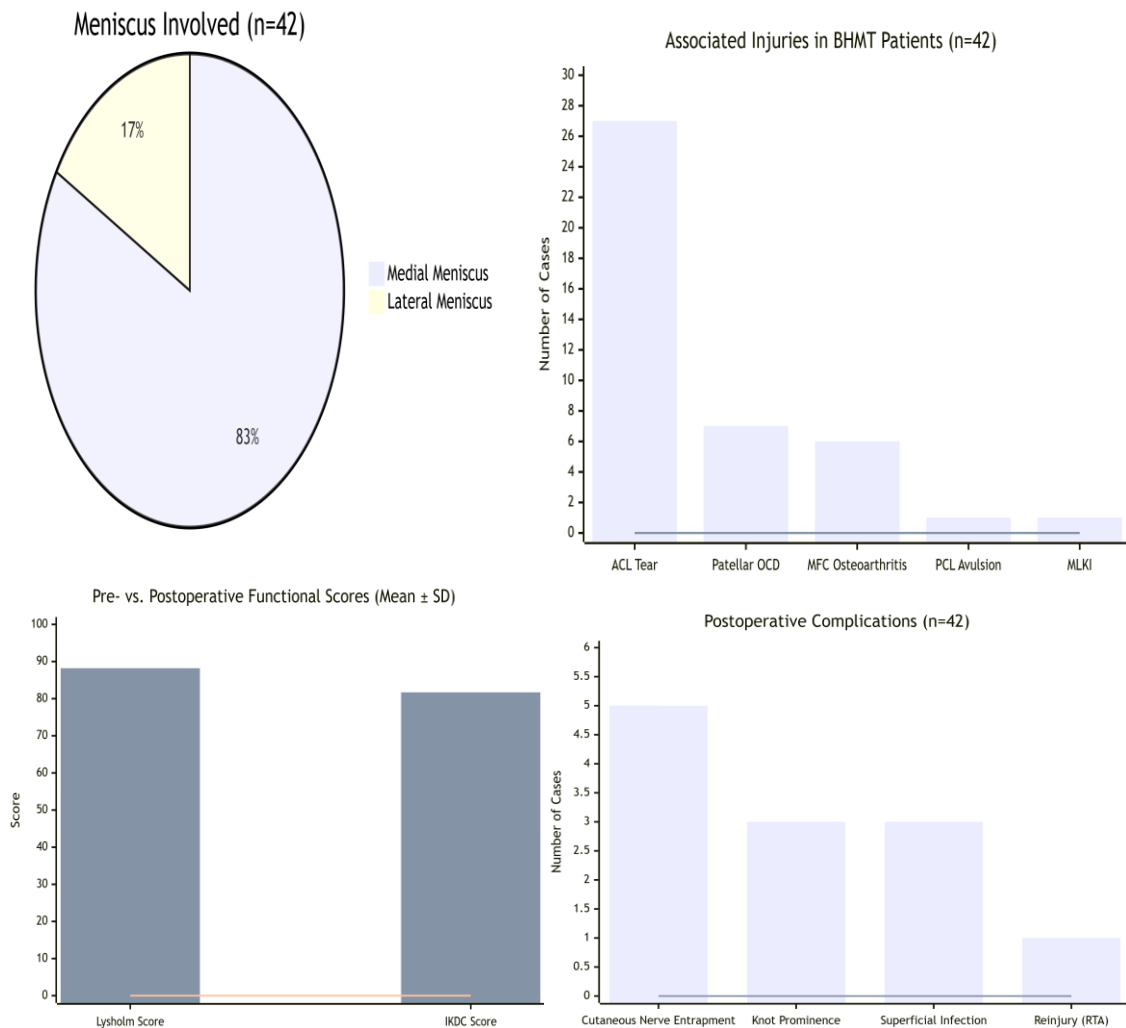 Meniscus Involved (n=42)
17%
83%
Medial Meniscus
Lateral Meniscus
Associated Injuries in BHMT Patients (n=42)
Number of Cases
30
28
26
24
22
20
18
16
14
12
10
8
6
4
2
0
ACL Tear
Patellar OCD
MFC Osteoarthritis
PCL Avulsion
MLKI
Pre- vs. Postoperative Functional Scores (Mean ± SD)
Score
100
90
80
70
60
50
40
30
20
10
0
Lysholm Score
IKDC Score
Postoperative Complications (n=42)
Number of Cases
6
5.5
5
4.5
4
3.5
3
2.5
2
1.5
1
0.5
0
Cutaneous Nerve Entrapment
Knot Prominence
Superficial Infection
Reinjury (RTA)